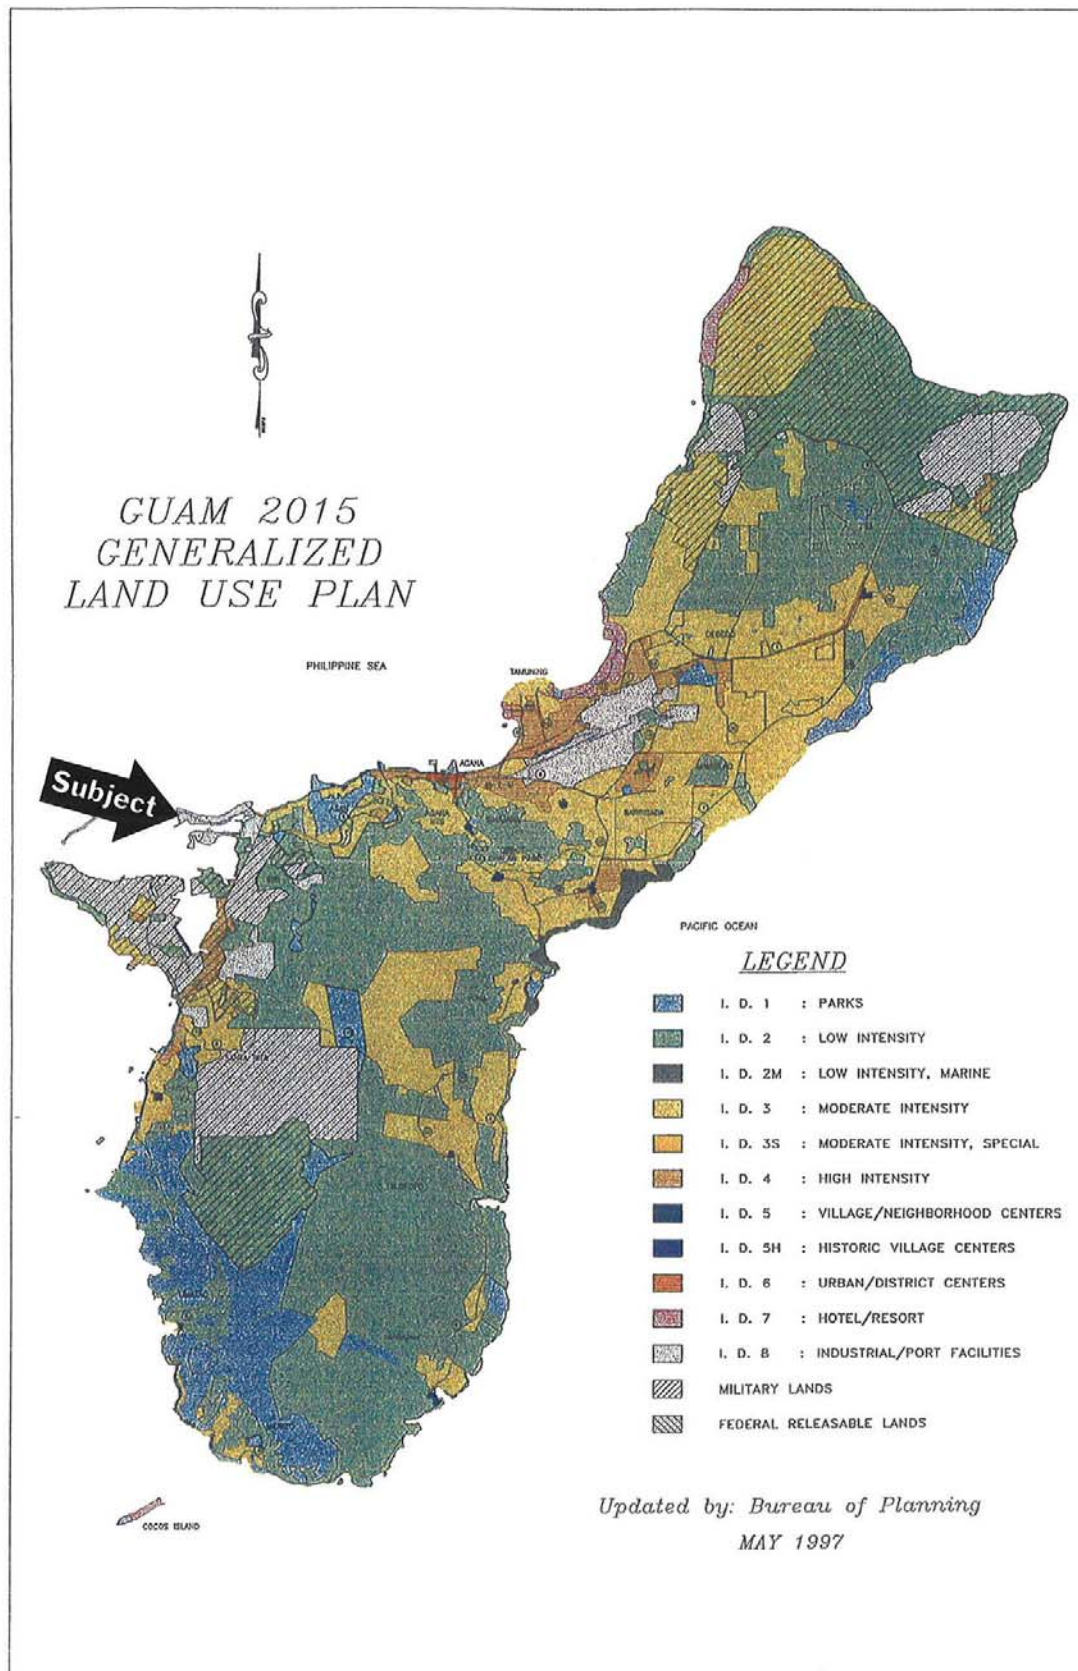 GUAM 2015
GENERALIZED
LAND USE PLAN
PHILIPPINE SEA
TAMUNING
DEDEDO
AGANA
Subject
BARRIGADA
PACIFIC OCEAN
LEGEND
I. D. 1 : PARKS
I. D. 2 : LOW INTENSITY
I. D. 2M : LOW INTENSITY, MARINE
I. D. 3 : MODERATE INTENSITY
I. D. 3S : MODERATE INTENSITY, SPECIAL
I. D. 4 : HIGH INTENSITY
I. D. 5 : VILLAGE/NEIGHBORHOOD CENTERS
I. D. 5H : HISTORIC VILLAGE CENTERS
I. D. 6 : URBAN/DISTRICT CENTERS
I. D. 7 : HOTEL/RESORT
I. D. 8 : INDUSTRIAL/PORT FACILITIES
MILITARY LANDS
FEDERAL RELEASABLE LANDS
Updated by: Bureau of Planning
MAY 1997
COCOS ISLAND